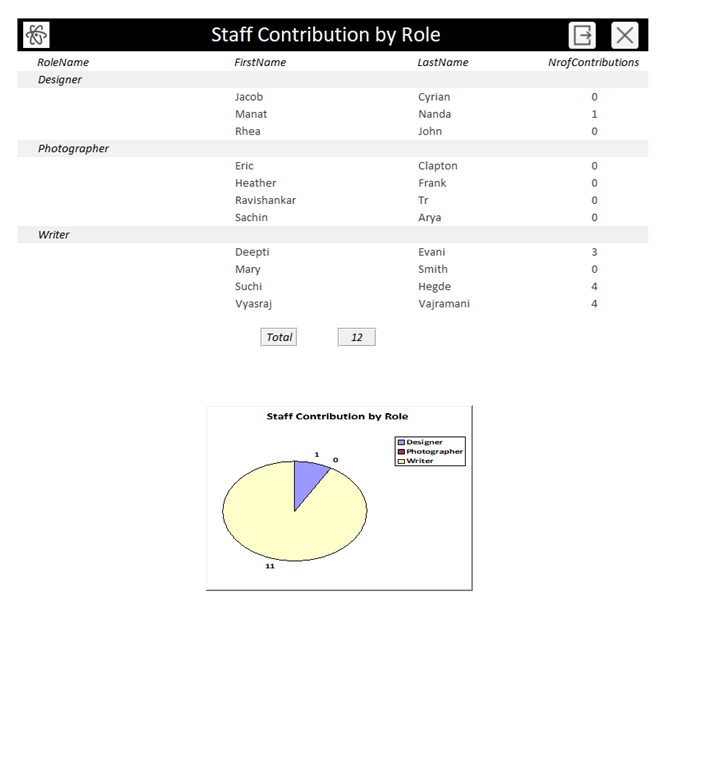 Staff Contribution by Role
RoleName FirstName LastName NrofContributions
Designer
Jacob Cyrian 0
Manat Nanda 1
Rhea John 0
Photographer
Eric Clapton 0
Heather Frank 0
Ravishankar Tr 0
Sachin Arya 0
Writer
Deepti Evani 3
Mary Smith 0
Suchi Hegde 4
Vyasraj Vajramani 4
Total 12
Staff Contribution by Role
Designer
Photographer
Writer
1
0
11